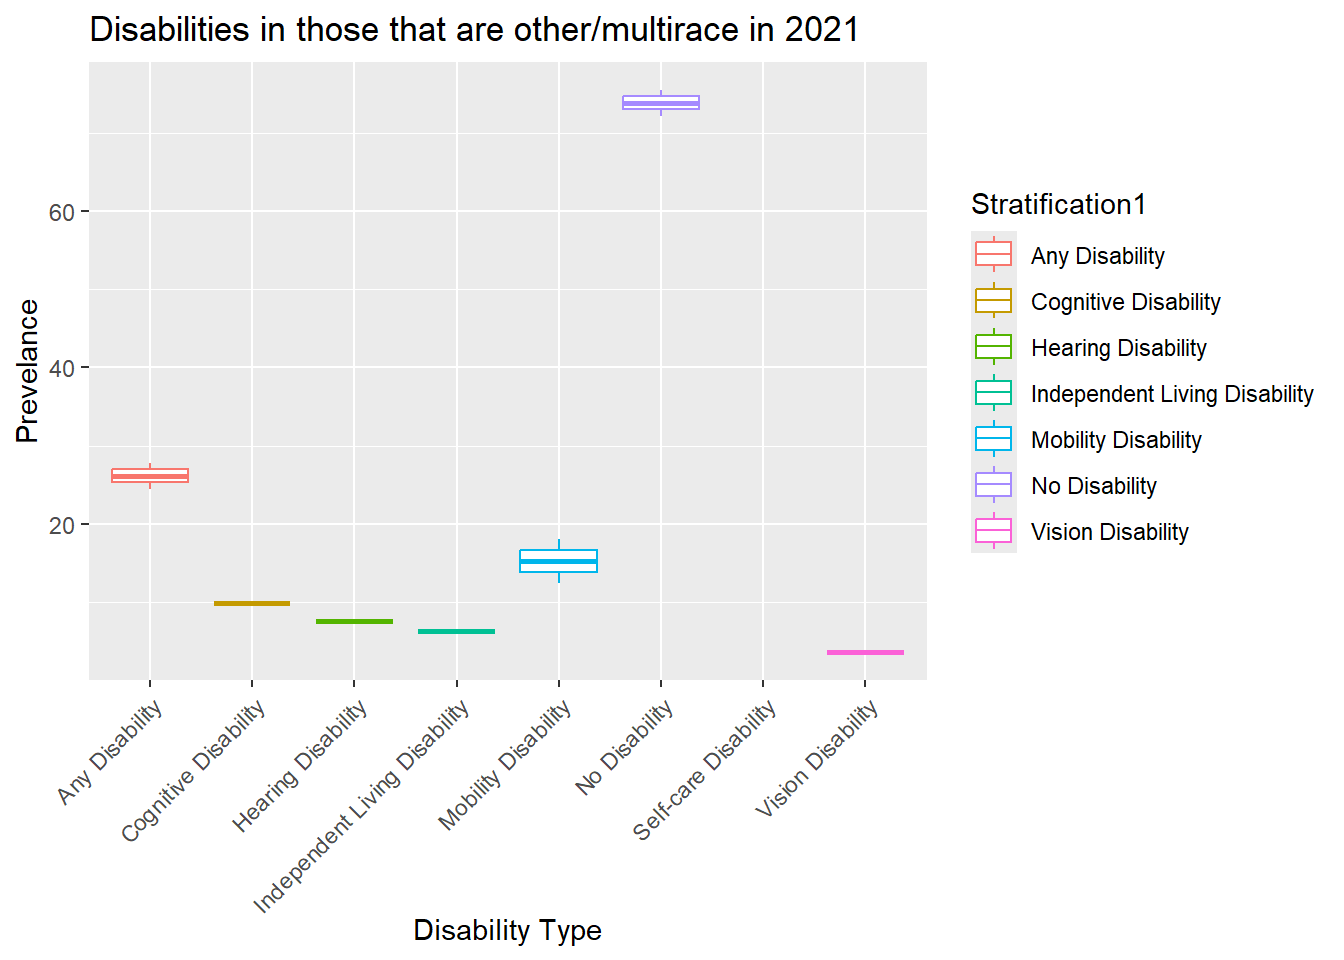 Disabilities in those that are other/multirace in 2021
Prevelance
60
40
20
Any Disability
Cognitive Disability
Hearing Disability
Independent Living Disability
Mobility Disability
No Disability
Self-care Disability
Vision Disability
Disability Type
Stratification1
Any Disability
Cognitive Disability
Hearing Disability
Independent Living Disability
Mobility Disability
No Disability
Vision Disability